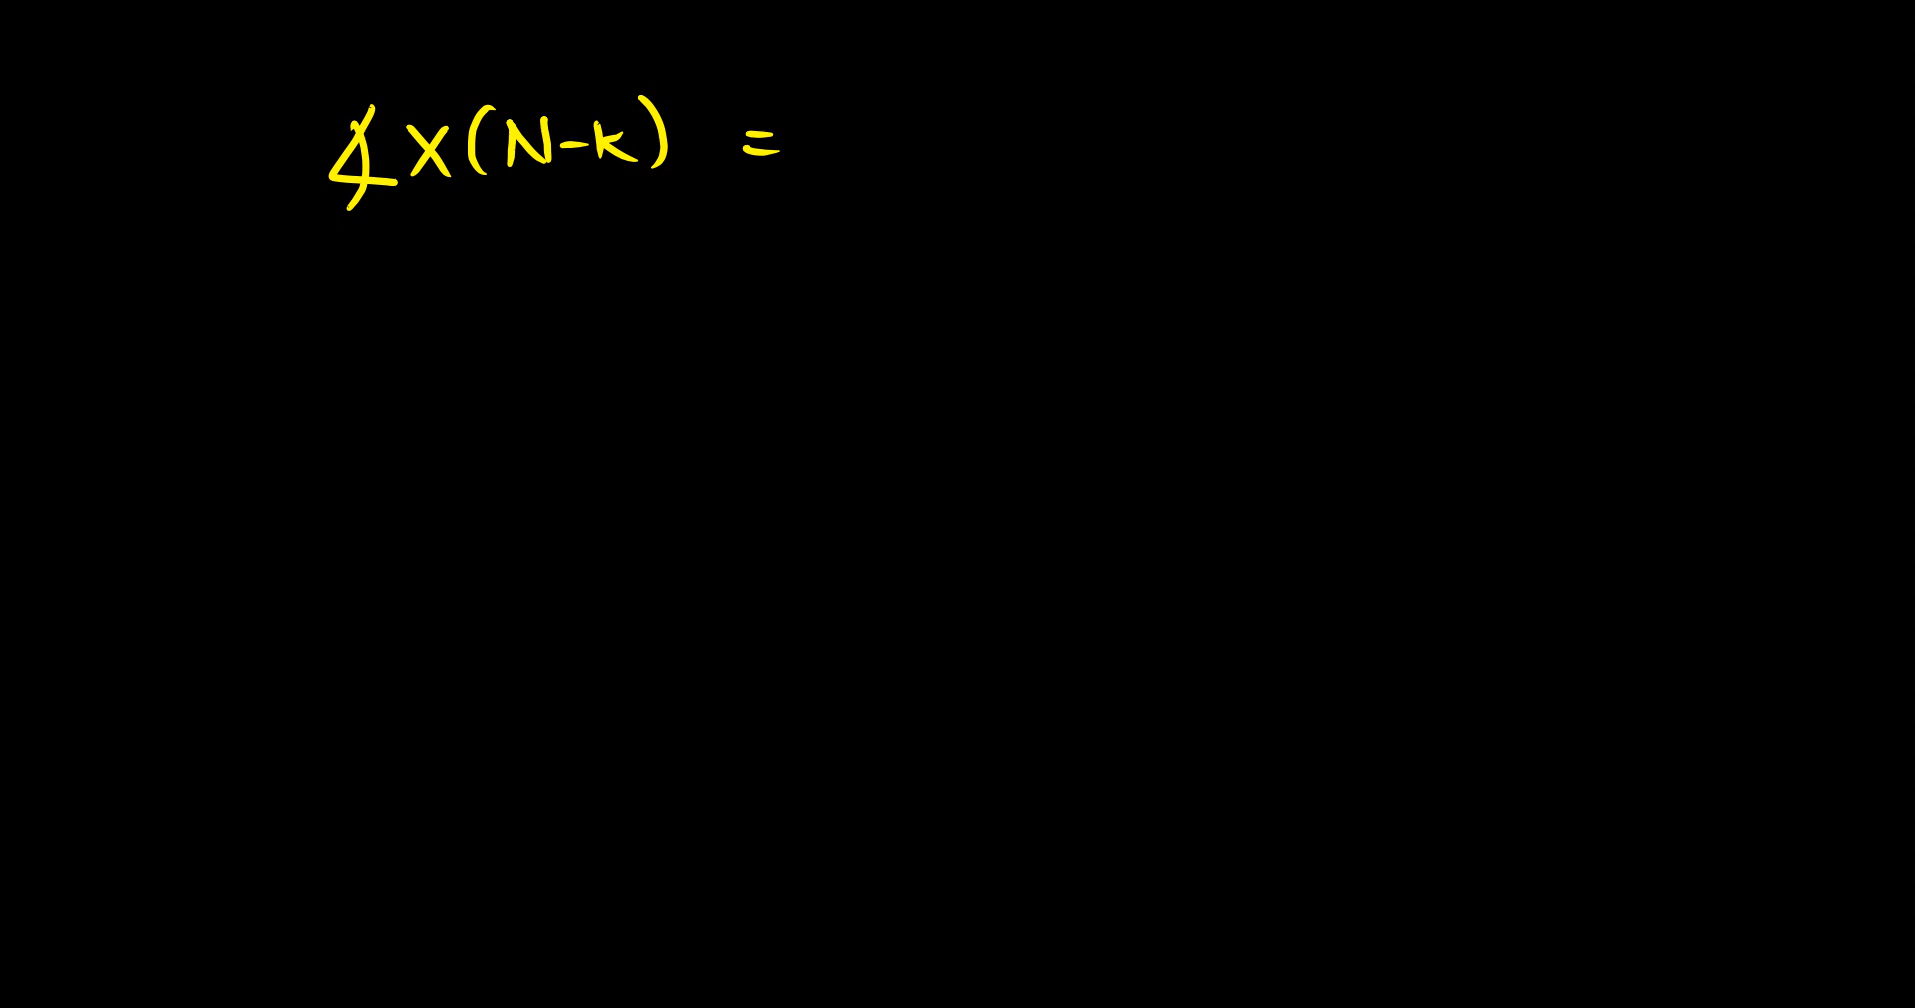 ∡X(N-k) =